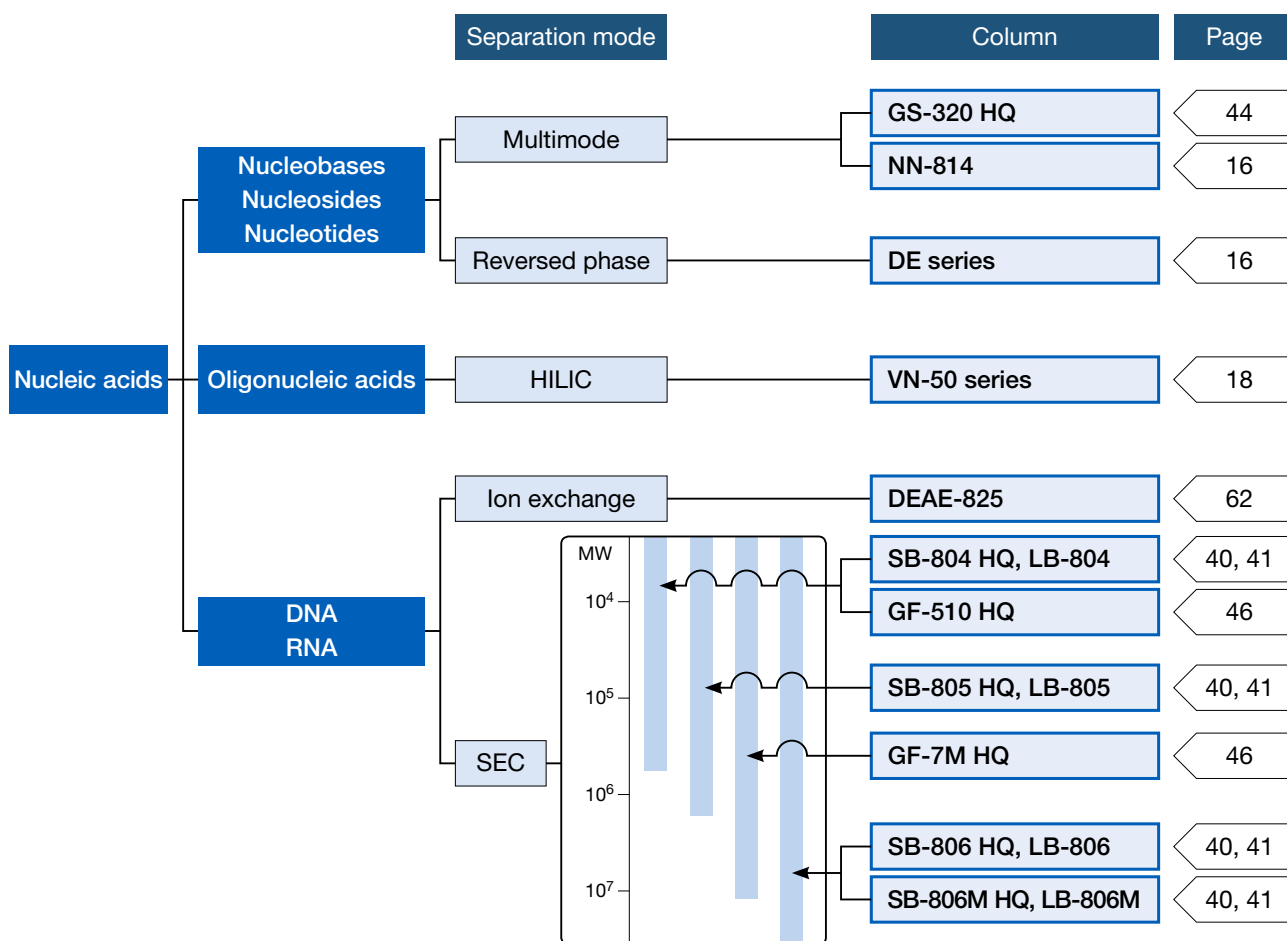 Separation mode
Column
Page
Nucleic acids
Nucleobases
Nucleosides
Nucleotides
Multimode
GS-320 HQ
44
NN-814
16
Reversed phase
DE series
16
Oligonucleic acids
HILIC
VN-50 series
18
DNA
RNA
Ion exchange
DEAE-825
62
SEC
MW
10⁴
10⁵
10⁶
10⁷
SB-804 HQ, LB-804
40, 41
GF-510 HQ
46
SB-805 HQ, LB-805
40, 41
GF-7M HQ
46
SB-806 HQ, LB-806
40, 41
SB-806M HQ, LB-806M
40, 41